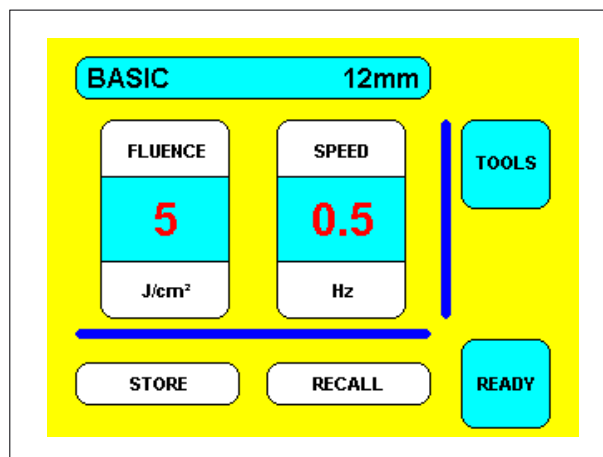 BASIC 12mm
FLUENCE SPEED
TOOLS
5 0.5
J/cm² Hz
STORE RECALL READY